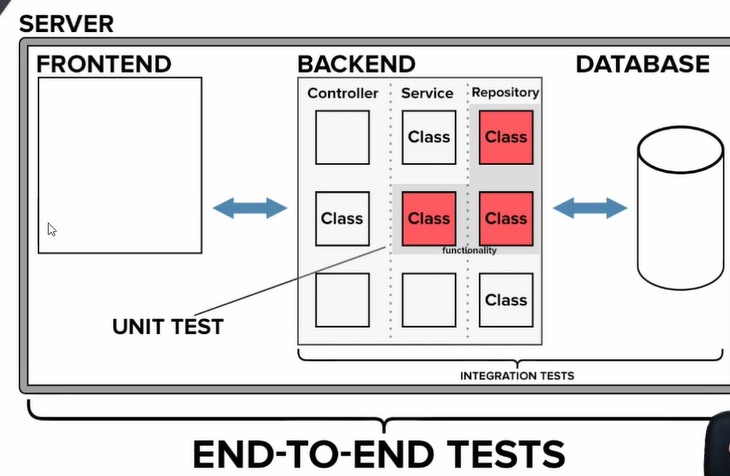 SERVER
FRONTEND
BACKEND
DATABASE
Controller
Service
Repository
Class
Class
Class
Class
Class
functionality
Class
UNIT TEST
INTEGRATION TESTS
END-TO-END TESTS